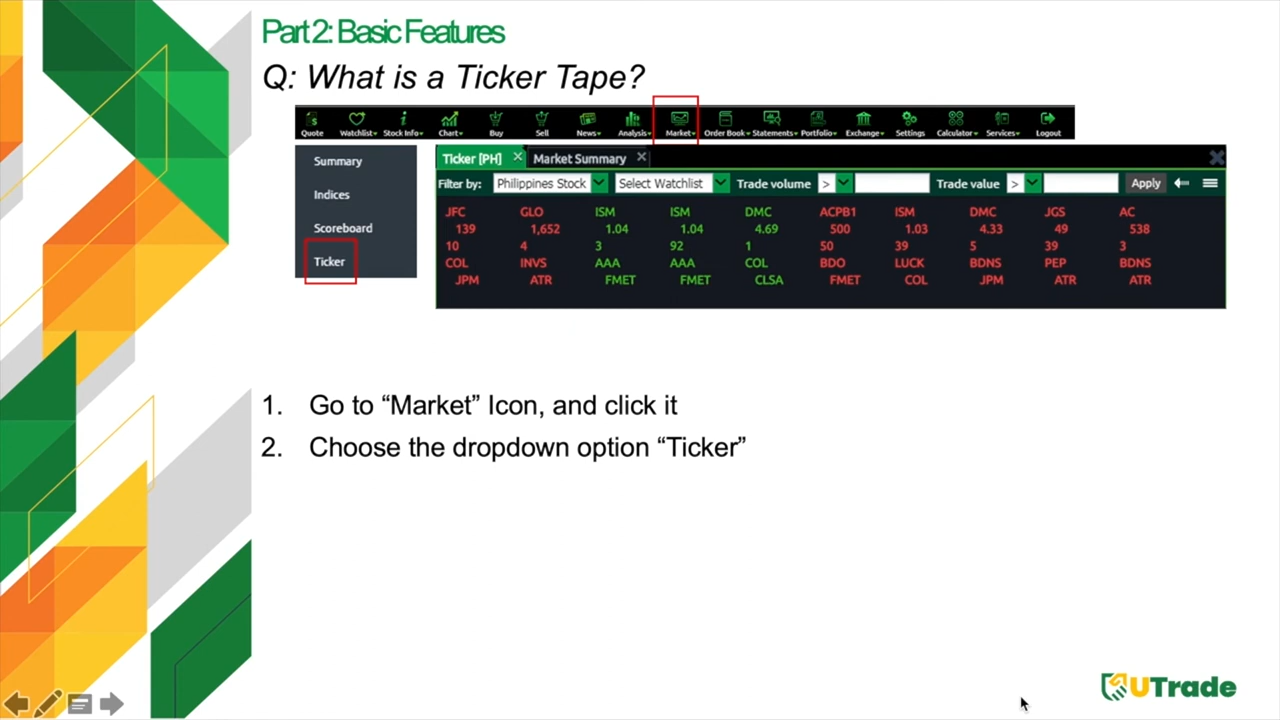 Part 2: Basic Features
Q: What is a Ticker Tape?
Quote Watchlist Stock Info Chart Buy Sell News Analysis Market Order Book Statements Portfolio Exchange Settings Calculator Services Logout
Summary
Indices
Scoreboard
Ticker
Ticker [PH] Market Summary
Filter by: Philippines Stock Select Watchlist Trade volume > Trade value > Apply
JFC GLO ISM ISM DMC ACPB1 ISM DMC JGS AC
139 1,652 1.04 1.04 4.69 500 1.03 4.33 49 538
10 4 3 92 1 50 39 5 39 3
COL INVS AAA AAA COL BDO LUCK BDNS PEP BDNS
JPM ATR FMET FMET CLSA FMET COL JPM ATR ATR
1. Go to “Market” Icon, and click it
2. Choose the dropdown option “Ticker”
UTrade